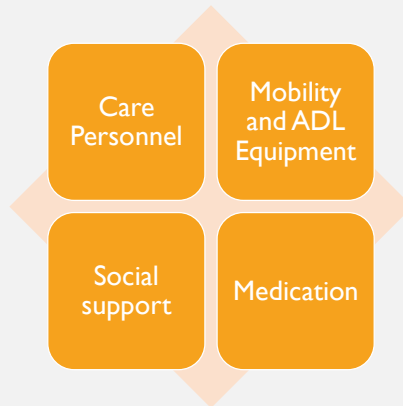 Care
Personnel
Mobility
and ADL
Equipment
Social
support
Medication